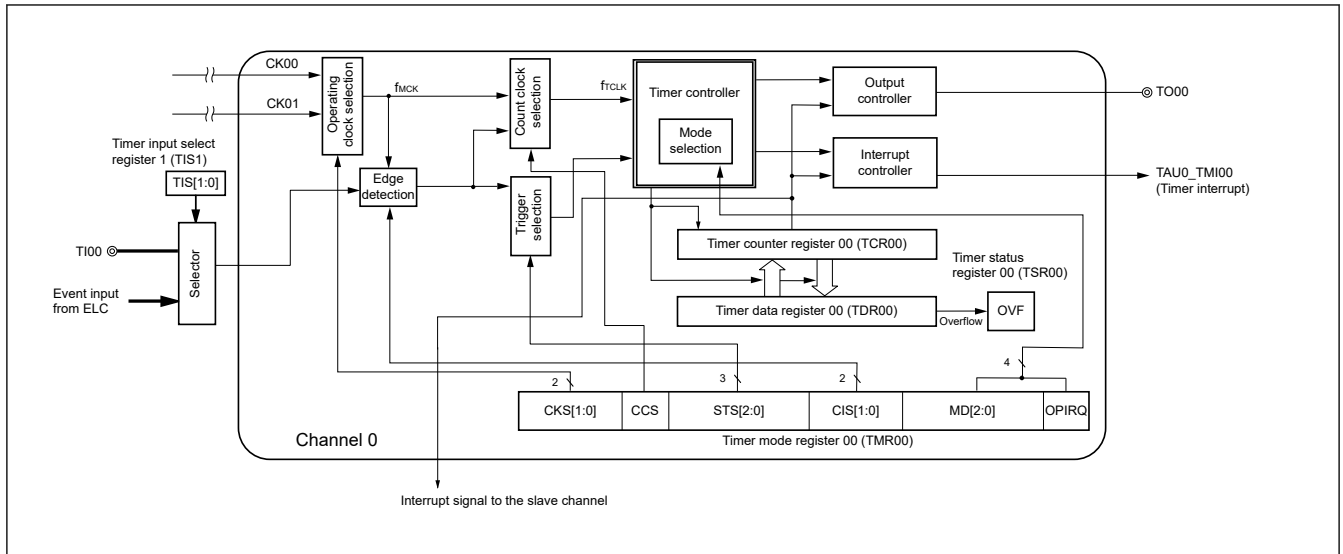 CK00
CK01
Operating
clock selection
fMCK
Count clock
selection
fTCLK
Timer controller
Mode
selection
Output
controller
TO00
Timer input select
register 1 (TIS1)
TIS[1:0]
Edge
detection
Trigger
selection
Interrupt
controller
TAU0_TMI00
(Timer interrupt)
TI00
Selector
Event input
from ELC
Timer counter register 00 (TCR00)
Timer status
register 00 (TSR00)
Timer data register 00 (TDR00)
Overflow
OVF
2
3
2
4
CKS[1:0]
CCS
STS[2:0]
CIS[1:0]
MD[2:0]
OPIRQ
Channel 0
Timer mode register 00 (TMR00)
Interrupt signal to the slave channel